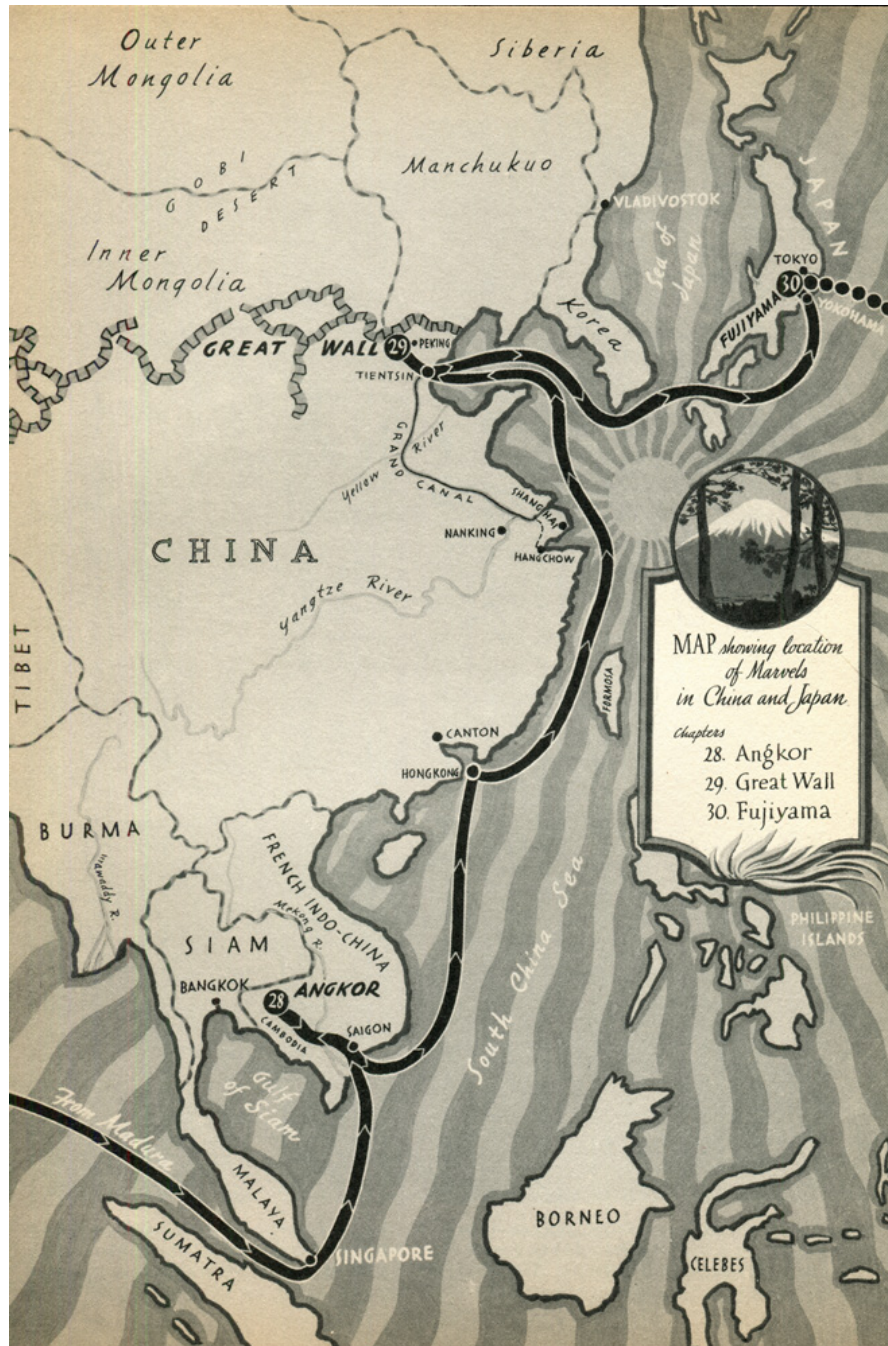 Outer
Mongolia
Siberia
GOBI
DESERT
Manchukuo
JAPAN
VLADIVOSTOK
Sea of
Japan
Inner
Mongolia
TOKYO
30
YOKOHAMA
FUJIYAMA
Korea
GREAT WALL 29 PEKING
TIENTSIN
GRAND CANAL
Yellow River
SHANGHAI
NANKING
HANGCHOW
CHINA
Yangtze River
TIBET
FORMOSA
MAP showing location
of Marvels
in China and Japan
Chapters
28. Angkor
29. Great Wall
30. Fujiyama
CANTON
HONGKONG
BURMA
Irrawaddy R.
FRENCH INDO-CHINA
Mekong R.
SIAM
South China Sea
PHILIPPINE
ISLANDS
BANGKOK
28 ANGKOR
CAMBODIA
SAIGON
Gulf
of Siam
From Madura
MALAYA
SUMATRA
SINGAPORE
BORNEO
CELEBES